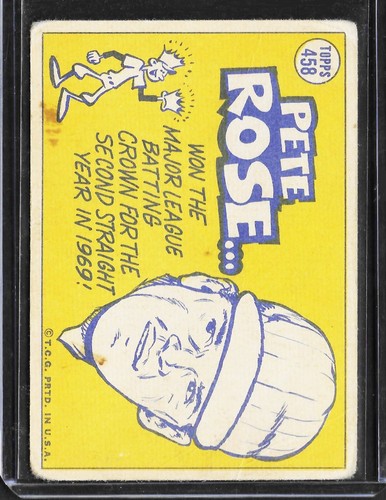 TOPPS
458
PETE
ROSE...
WON THE
MAJOR LEAGUE
BATTING
CROWN FOR THE
SECOND STRAIGHT
YEAR IN 1969!
© T.C.G. PRTD. IN U.S.A.